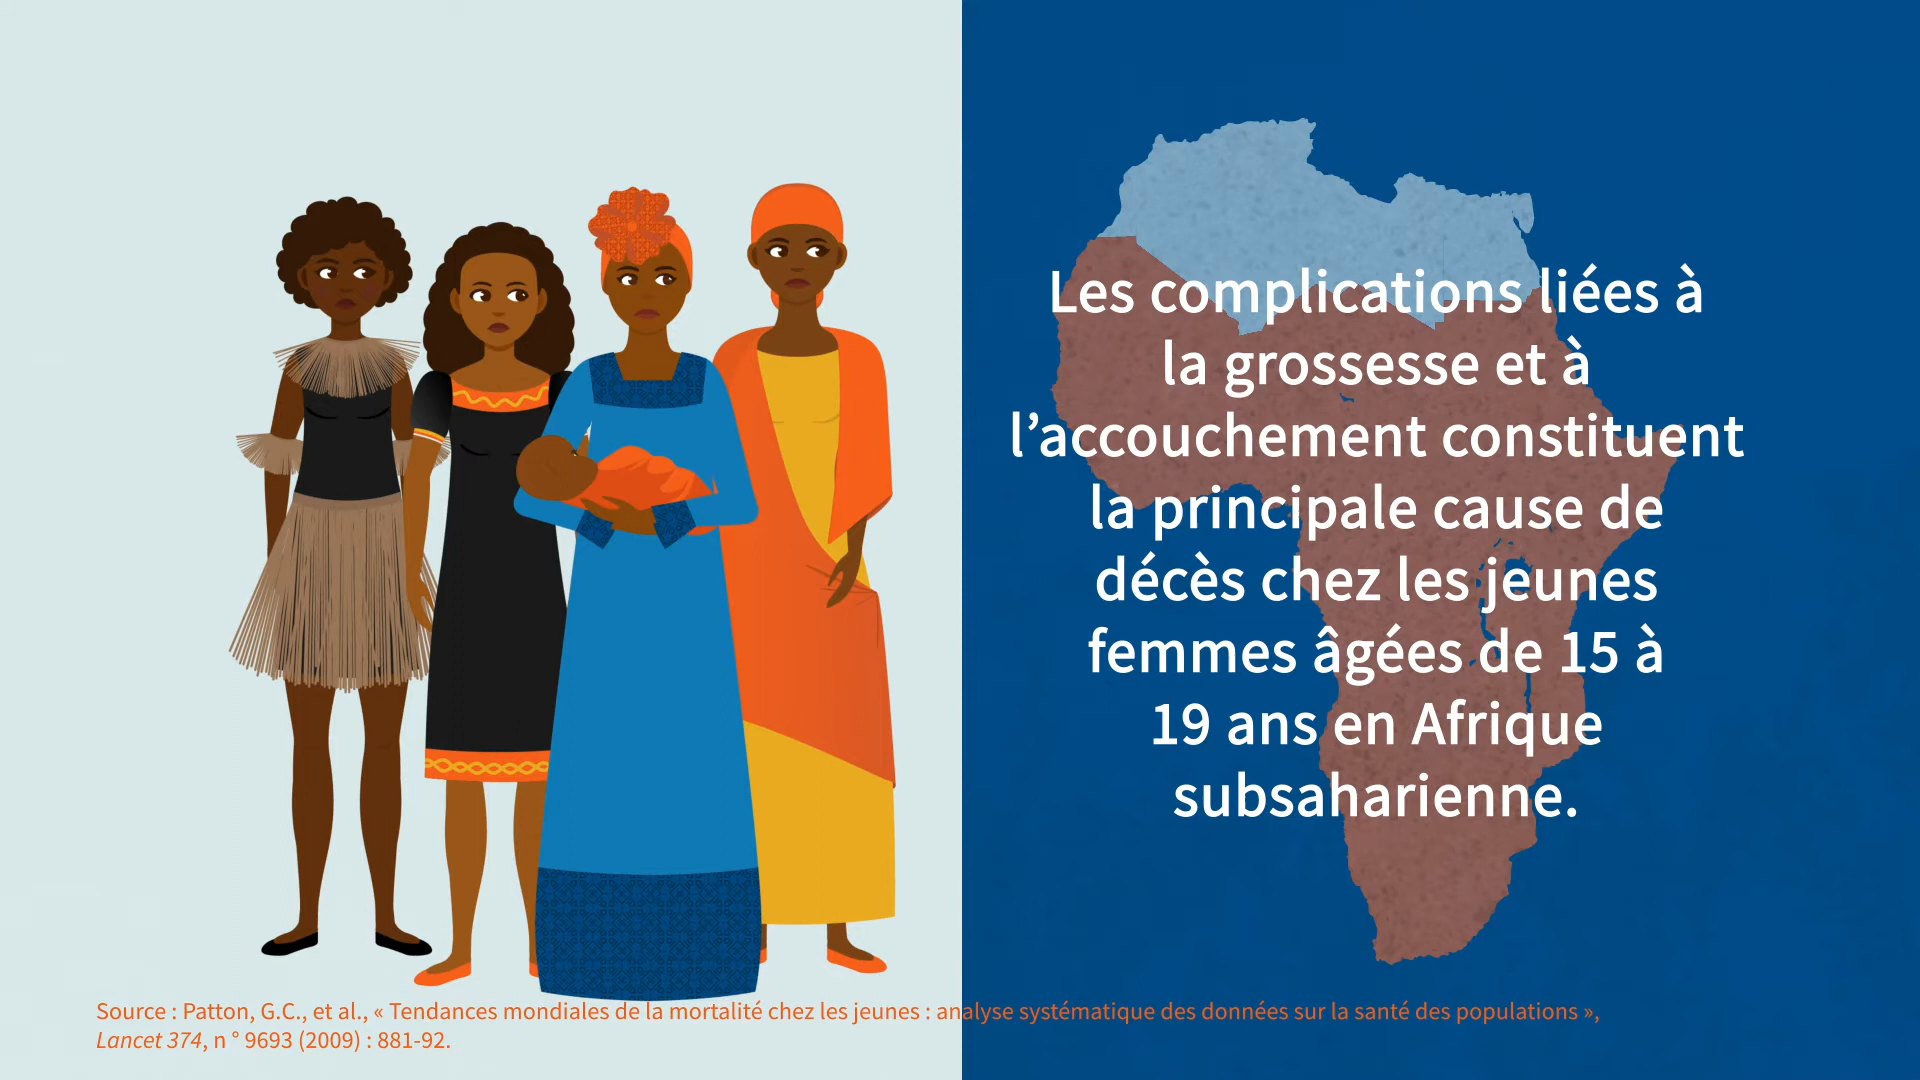 Les complications liées à
la grossesse et à
l’accouchement constituent
la principale cause de
décès chez les jeunes
femmes âgées de 15 à
19 ans en Afrique
subsaharienne.
Source : Patton, G.C., et al., « Tendances mondiales de la mortalité chez les jeunes : analyse systématique des données sur la santé des populations »,
Lancet 374, n ° 9693 (2009) : 881-92.